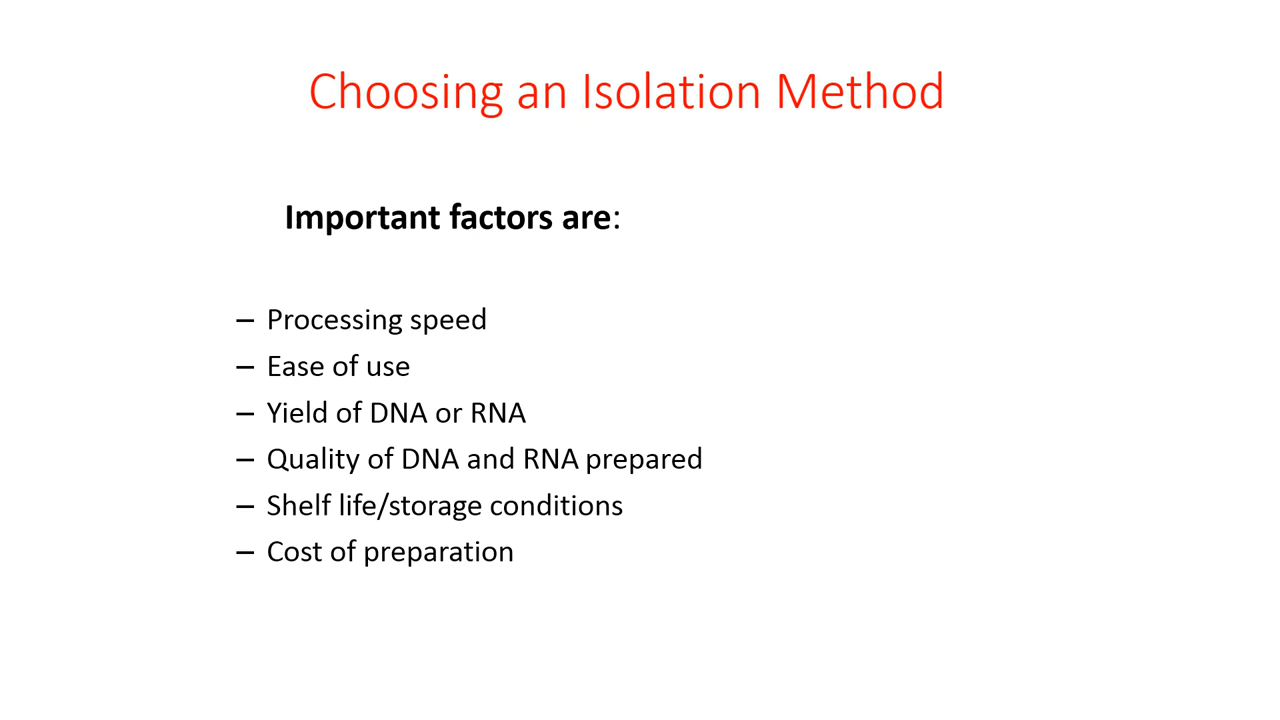 Choosing an Isolation Method
Important factors are:
– Processing speed
– Ease of use
– Yield of DNA or RNA
– Quality of DNA and RNA prepared
– Shelf life/storage conditions
– Cost of preparation